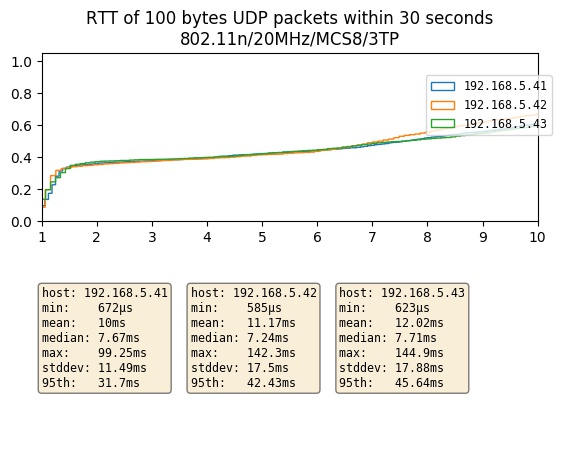 RTT of 100 bytes UDP packets within 30 seconds
802.11n/20MHz/MCS8/3TP
1.0
0.8
0.6
0.4
0.2
0.0
1 2 3 4 5 6 7 8 9 10
192.168.5.41
192.168.5.42
192.168.5.43
host: 192.168.5.41
min: 672µs
mean: 10ms
median: 7.67ms
max: 99.25ms
stddev: 11.49ms
95th: 31.7ms
host: 192.168.5.42
min: 585µs
mean: 11.17ms
median: 7.24ms
max: 142.3ms
stddev: 17.5ms
95th: 42.43ms
host: 192.168.5.43
min: 623µs
mean: 12.02ms
median: 7.71ms
max: 144.9ms
stddev: 17.88ms
95th: 45.64ms